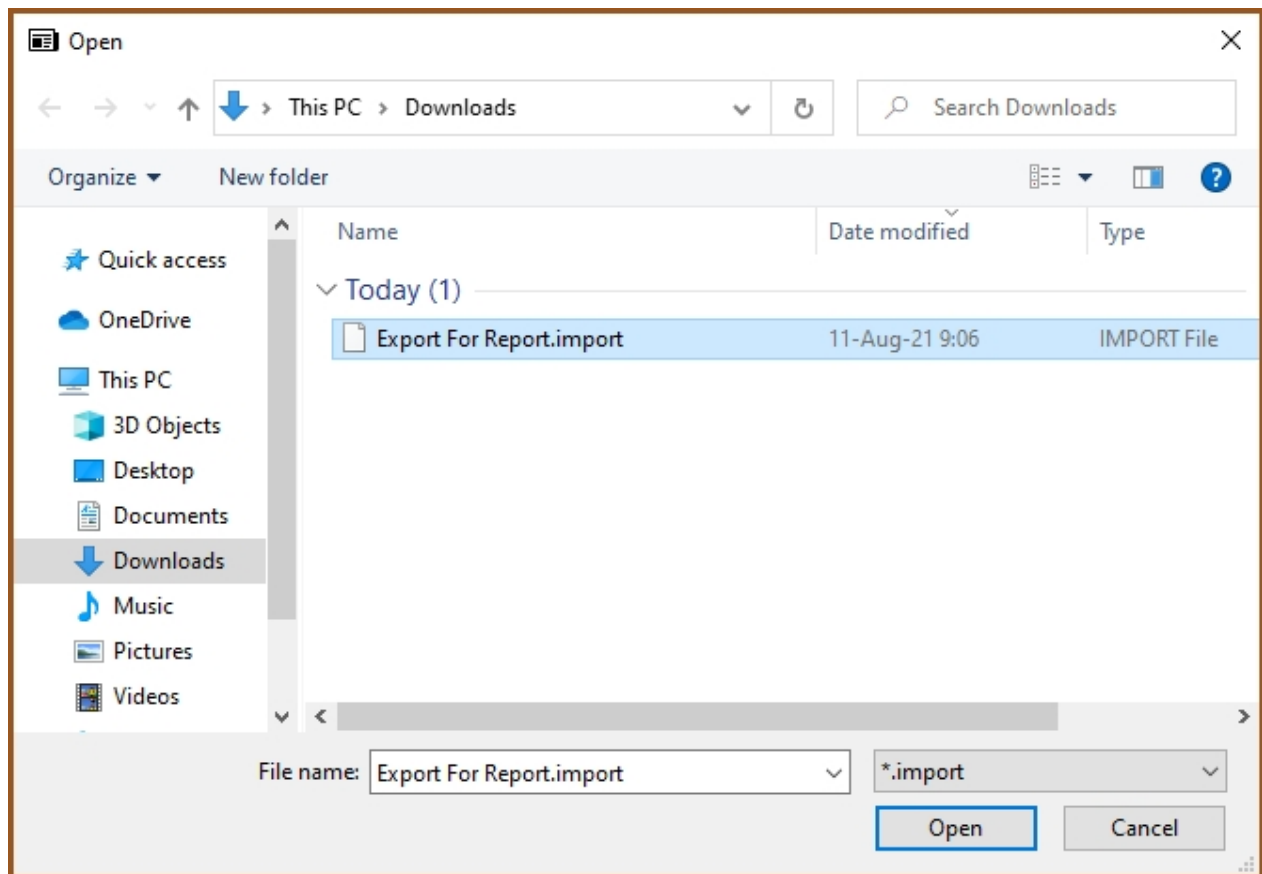 Open
This PC > Downloads
Search Downloads
Organize
New folder
?
Quick access
OneDrive
This PC
3D Objects
Desktop
Documents
Downloads
Music
Pictures
Videos
Name Date modified Type
Today (1)
Export For Report.import 11-Aug-21 9:06 IMPORT File
File name: Export For Report.import *.import
Open Cancel